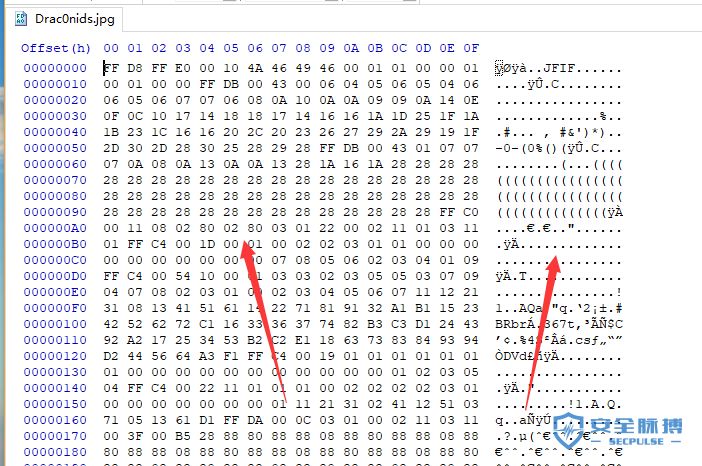 Drac0nids.jpg
Offset(h) 00 01 02 03 04 05 06 07 08 09 0A 0B 0C 0D 0E 0F
00000000 FF D8 FF E0 00 10 4A 46 49 46 00 01 01 00 00 01 ÿØÿà..JFIF......
00000010 00 01 00 00 FF DB 00 43 00 06 04 05 06 05 04 06 ....ÿÛ.C........
00000020 06 05 06 07 07 06 08 0A 10 0A 0A 09 09 0A 14 0E ................
00000030 0F 0C 10 17 14 18 18 17 14 16 16 1A 1D 25 1F 1A .............%..
00000040 1B 23 1C 16 16 20 2C 20 23 26 27 29 2A 29 19 1F .#... , #&')*)..
00000050 2D 30 2D 28 30 25 28 29 28 FF DB 00 43 01 07 07 -0-(0%()(ÿÛ.C...
00000060 07 0A 08 0A 13 0A 0A 13 28 1A 16 1A 28 28 28 28 ........(...((((
00000070 28 28 28 28 28 28 28 28 28 28 28 28 28 28 28 28 ((((((((((((((((
00000080 28 28 28 28 28 28 28 28 28 28 28 28 28 28 28 28 ((((((((((((((((
00000090 28 28 28 28 28 28 28 28 28 28 28 28 28 28 FF C0 ((((((((((((((ÿÀ
000000A0 00 11 08 02 80 02 80 03 01 22 00 02 11 01 03 11 ....€.€.."......
000000B0 01 FF C4 00 1D 00 01 00 02 02 03 01 01 00 00 00 .ÿÄ.............
000000C0 00 00 00 00 00 00 07 08 05 06 02 03 04 01 09 ................
000000D0 FF C4 00 54 10 00 01 03 03 02 03 05 05 03 07 09 ÿÄ.T............
000000E0 04 07 08 02 03 01 00 02 03 04 05 06 07 11 12 21 ...............!
000000F0 31 08 13 41 51 61 14 71 81 91 32 A1 B1 15 23 1..AQa."q.‘2¡±.#
00000100 42 52 62 72 C1 16 33 36 37 74 82 B3 C3 D1 24 43 BRbrÁ.367t‚³ÃÑ$C
00000110 92 A2 17 25 34 53 B2 C2 E1 18 63 73 83 84 93 94 ’¢.%4S²Âá.csƒ„“”
00000120 D2 44 56 64 A3 F1 FF C4 00 19 01 01 01 01 01 01 ÒDVd£ñÿÄ........
00000130 01 00 00 00 00 00 00 00 00 00 00 00 01 02 03 05 ................
00000140 04 FF C4 00 22 11 01 01 01 00 02 02 02 03 01 .ÿÄ."...........
00000150 00 00 00 00 00 00 01 11 21 31 02 41 12 51 03 .........!1.A.Q.
00000160 71 05 13 61 D1 FF DA 00 0C 03 00 00 02 11 03 11 q..aÑÿÚ
00000170 00 3F 00 B5 28 88 80 88 80 88 80 88 80 88 .?.µ(ˆ€ˆ
80 88 80 88 08 88 80 88 80 88 80 88 80 88
安全脉搏
SECPULSE